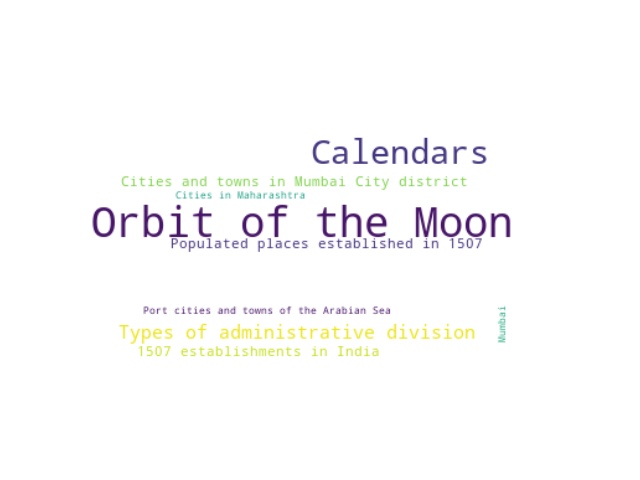 Calendars
Cities and towns in Mumbai City district
Cities in Maharashtra
Orbit of the Moon
Populated places established in 1507
Port cities and towns of the Arabian Sea
Mumbai
Types of administrative division
1507 establishments in India